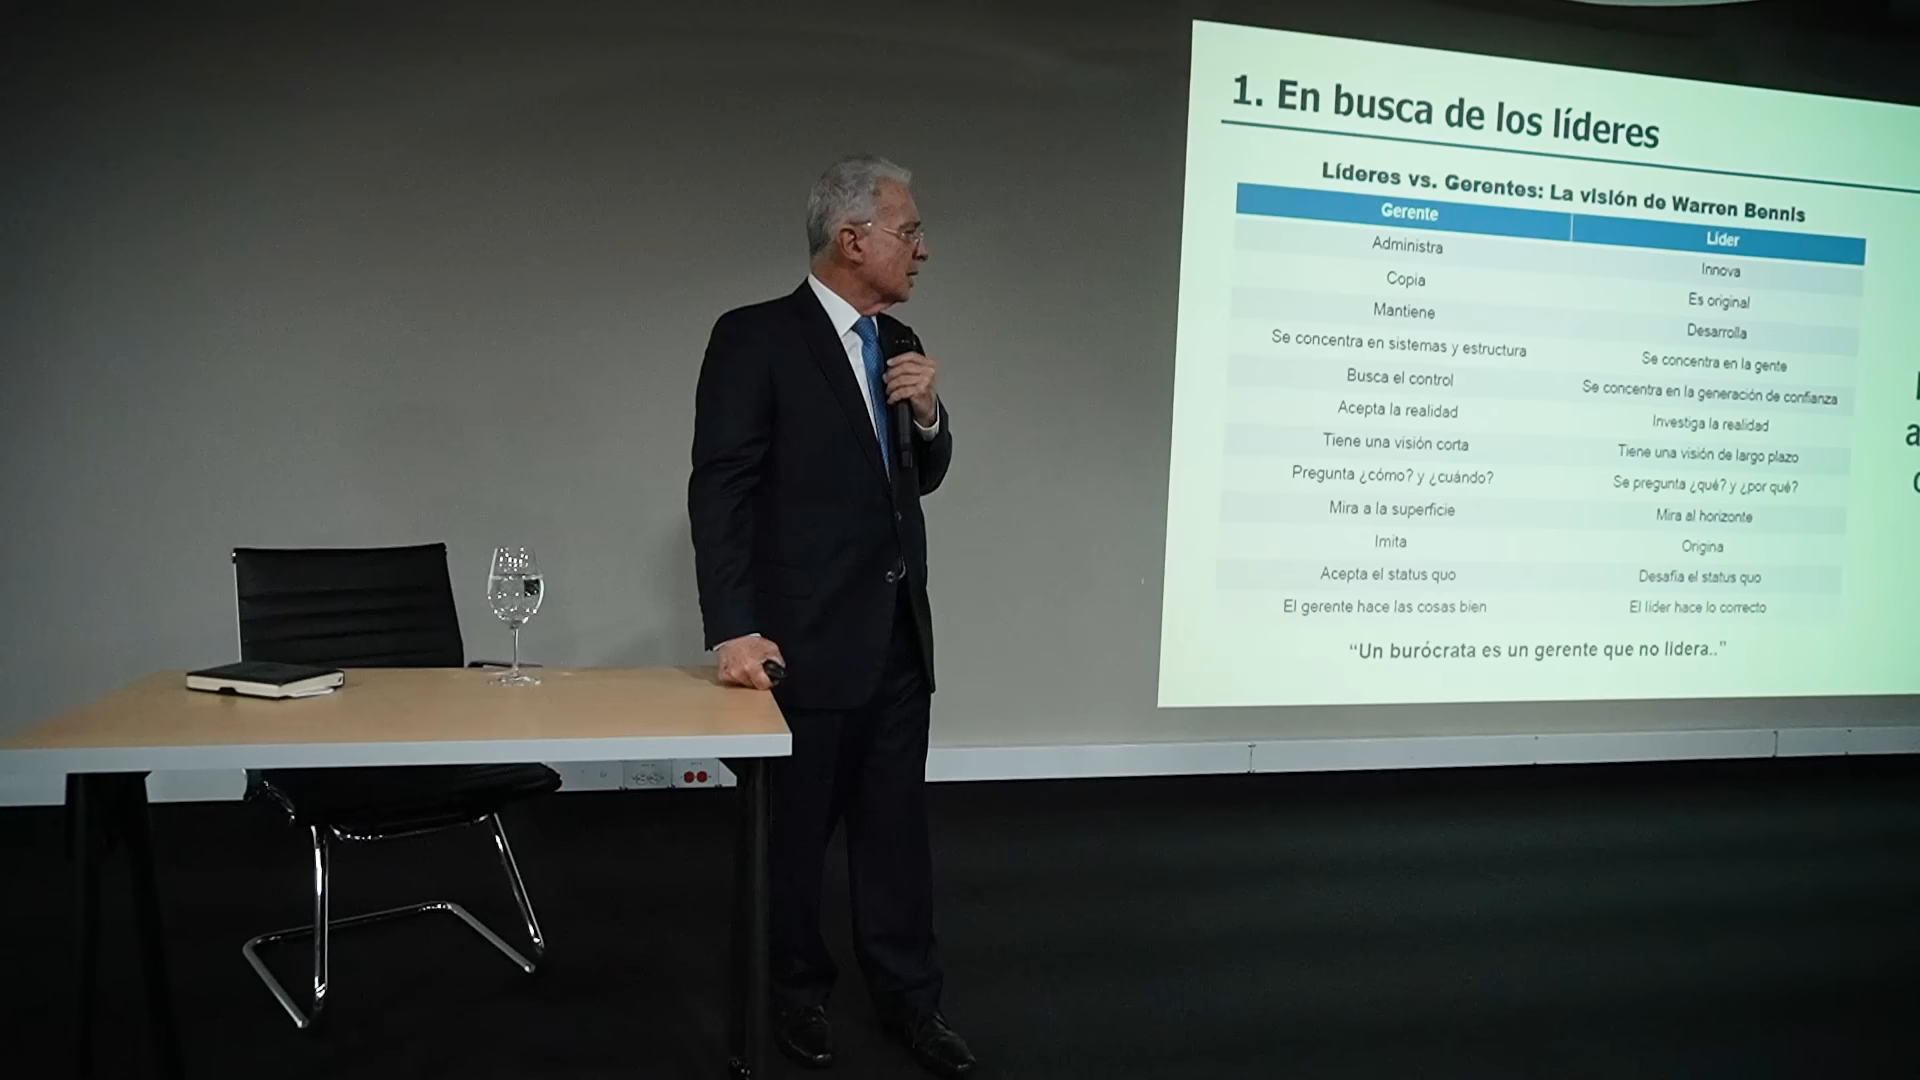 1. En busca de los líderes
Líderes vs. Gerentes: La visión de Warren Bennis
Gerente Líder
Administra Innova
Copia Es original
Mantiene Desarrolla
Se concentra en sistemas y estructura Se concentra en la gente
Busca el control Se concentra en la generación de confianza
Acepta la realidad Investiga la realidad
Tiene una visión corta Tiene una visión de largo plazo
Pregunta ¿cómo? y ¿cuándo? Se pregunta ¿qué? y ¿por qué?
Mira a la superficie Mira al horizonte
Imita Origina
Acepta el status quo Desafía el status quo
El gerente hace las cosas bien El líder hace lo correcto
“Un burócrata es un gerente que no lidera..”